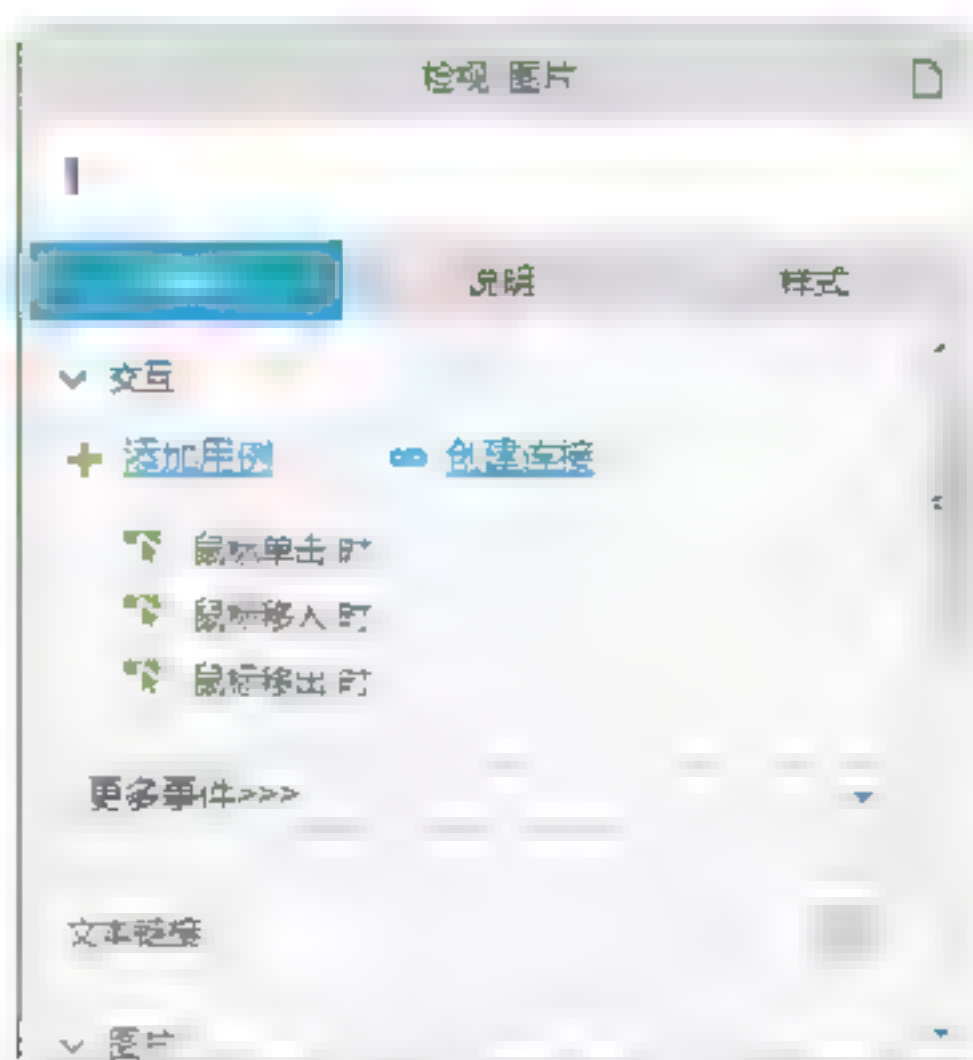 检视: 图片
说明 样式
交互
添加用例 创建连接
鼠标单击 时
鼠标移入 时
鼠标移出 时
更多事件>>>
文本链接
图片